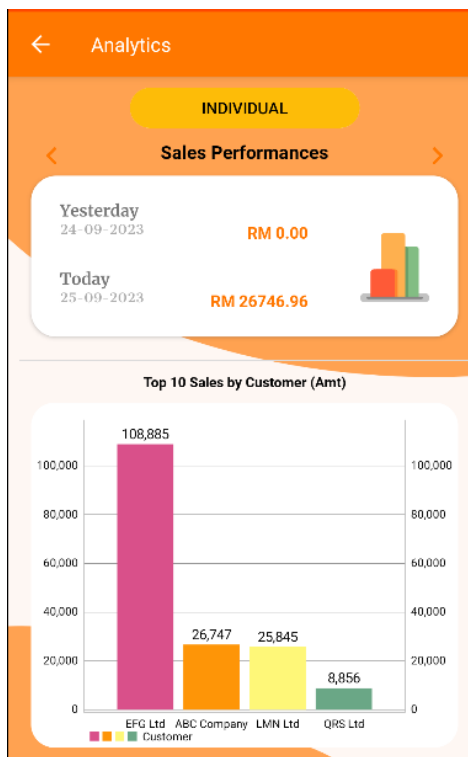 Analytics
INDIVIDUAL
Sales Performances
Yesterday
24-09-2023
RM 0.00
Today
25-09-2023
RM 26746.96
Top 10 Sales by Customer (Amt)
108,885
100,000 100,000
80,000 80,000
60,000 60,000
40,000 40,000
26,747 25,845
20,000 20,000
8,856
0 0
EFG Ltd ABC Company LMN Ltd QRS Ltd
Customer